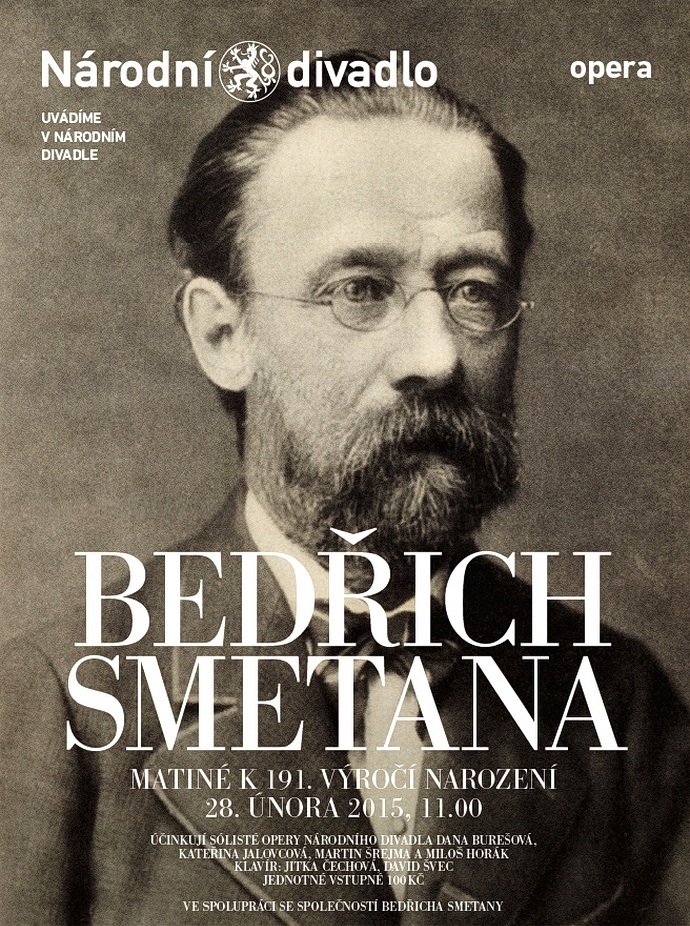 Národní divadlo
opera
UVÁDÍME
V NÁRODNÍM
DIVADLE
BEDŘICH
SMETANA
MATINÉ K 191. VÝROČÍ NAROZENÍ
28. ÚNORA 2015, 11.00
ÚČINKUJÍ SÓLISTÉ OPERY NÁRODNÍHO DIVADLA DANA BUREŠOVÁ,
KATEŘINA JALOVCOVÁ, MARTIN ŠREJMA A MILOŠ HORÁK
KLAVÍR: JITKA ČECHOVÁ, DAVID ŠVEC
JEDNOTNÉ VSTUPNÉ 100 KČ
VE SPOLUPRÁCI SE SPOLEČNOSTÍ BEDŘICHA SMETANY